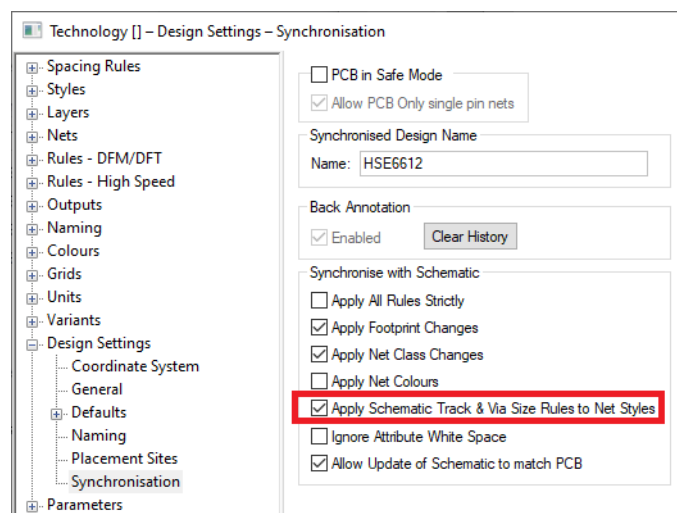 Technology [] – Design Settings – Synchronisation
Spacing Rules
Styles
Layers
Nets
Rules - DFM/DFT
Rules - High Speed
Outputs
Naming
Colours
Grids
Units
Variants
Design Settings
Coordinate System
General
Defaults
Naming
Placement Sites
Synchronisation
Parameters
PCB in Safe Mode
Allow PCB Only single pin nets
Synchronised Design Name
Name: HSE6612
Back Annotation
Enabled Clear History
Synchronise with Schematic
Apply All Rules Strictly
Apply Footprint Changes
Apply Net Class Changes
Apply Net Colours
Apply Schematic Track & Via Size Rules to Net Styles
Ignore Attribute White Space
Allow Update of Schematic to match PCB